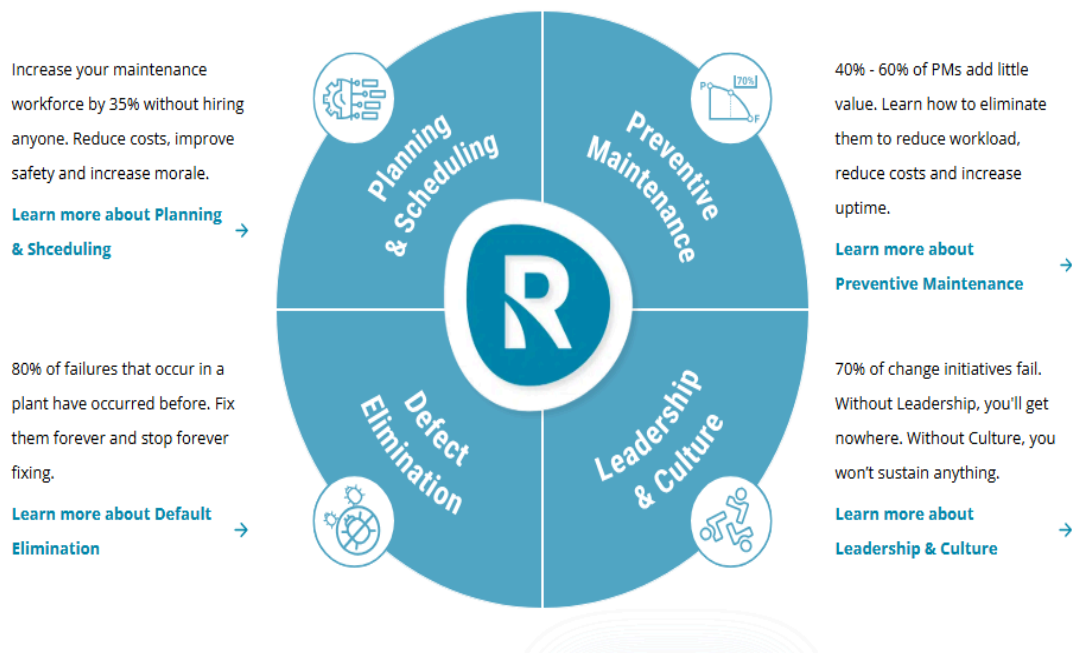 Increase your maintenance
workforce by 35% without hiring
anyone. Reduce costs, improve
safety and increase morale.
Learn more about Planning
& Shceduling
Planning
& Scheduling
Preventive
Maintenance
P
70%
F
40% - 60% of PMs add little
value. Learn how to eliminate
them to reduce workload,
reduce costs and increase
uptime.
Learn more about
Preventive Maintenance
R
80% of failures that occur in a
plant have occurred before. Fix
them forever and stop forever
fixing.
Learn more about Default
Elimination
Defect
Elimination
Leadership
& Culture
70% of change initiatives fail.
Without Leadership, you'll get
nowhere. Without Culture, you
won’t sustain anything.
Learn more about
Leadership & Culture